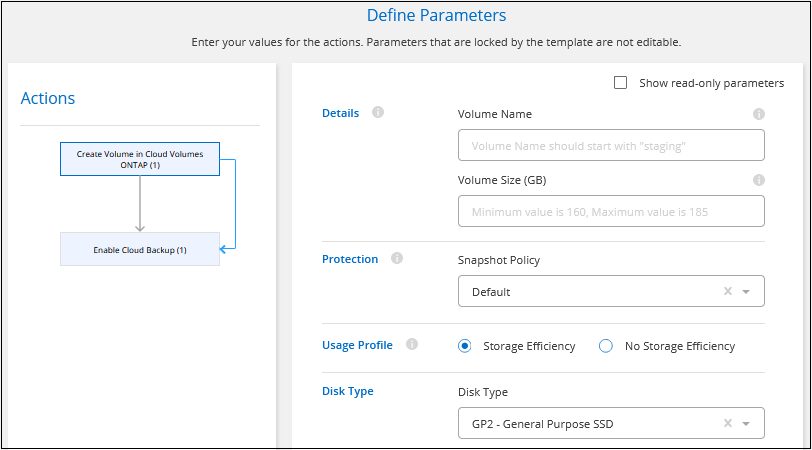 Define Parameters
Enter your values for the actions. Parameters that are locked by the template are not editable.
Actions
Create Volume in Cloud Volumes
ONTAP (1)
Enable Cloud Backup (1)
Show read-only parameters
Details
Volume Name
Volume Name should start with "staging"
Volume Size (GB)
Minimum value is 160, Maximum value is 185
Protection
Snapshot Policy
Default
Usage Profile
Storage Efficiency
No Storage Efficiency
Disk Type
Disk Type
GP2 - General Purpose SSD